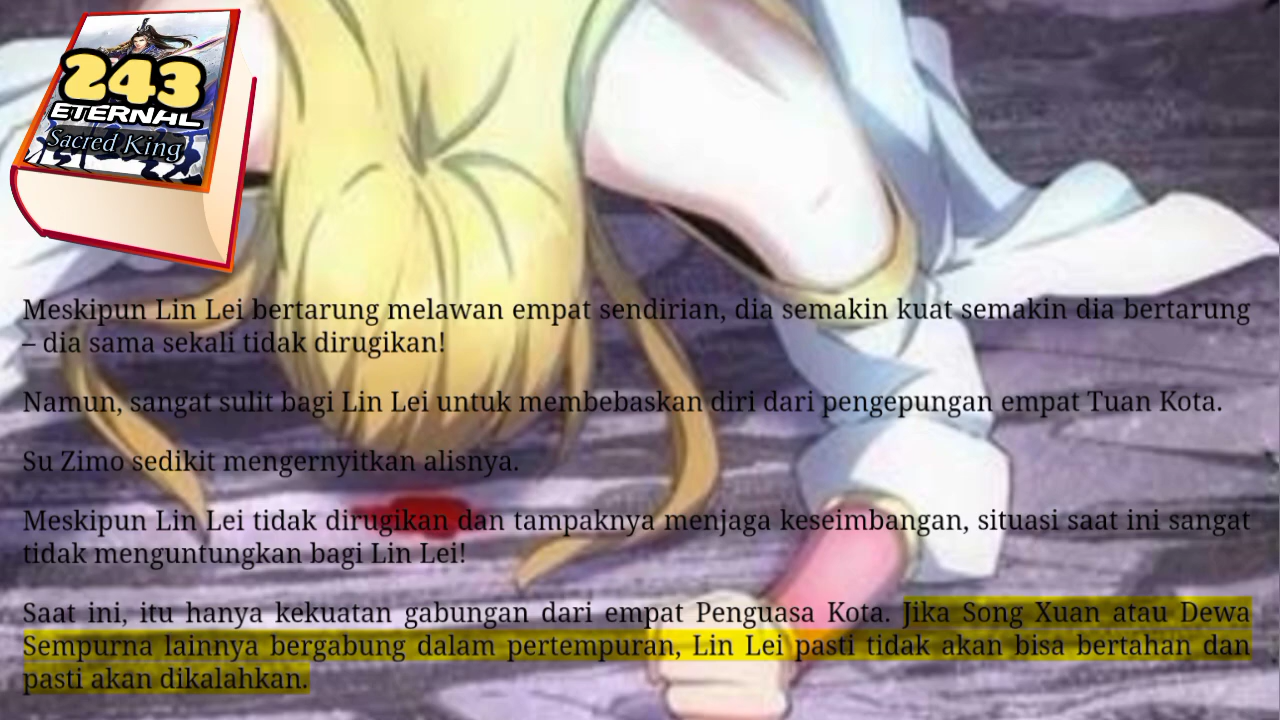 243
ETERNAL
Sacred King
Meskipun Lin Lei bertarung melawan empat sendirian, dia semakin kuat semakin dia bertarung
– dia sama sekali tidak dirugikan!
Namun, sangat sulit bagi Lin Lei untuk membebaskan diri dari pengepungan empat Tuan Kota.
Su Zimo sedikit mengernyitkan alisnya.
Meskipun Lin Lei tidak dirugikan dan tampaknya menjaga keseimbangan, situasi saat ini sangat
tidak menguntungkan bagi Lin Lei!
Saat ini, itu hanya kekuatan gabungan dari empat Penguasa Kota. Jika Song Xuan atau Dewa
Sempurna lainnya bergabung dalam pertempuran, Lin Lei pasti tidak akan bisa bertahan dan
pasti akan dikalahkan.